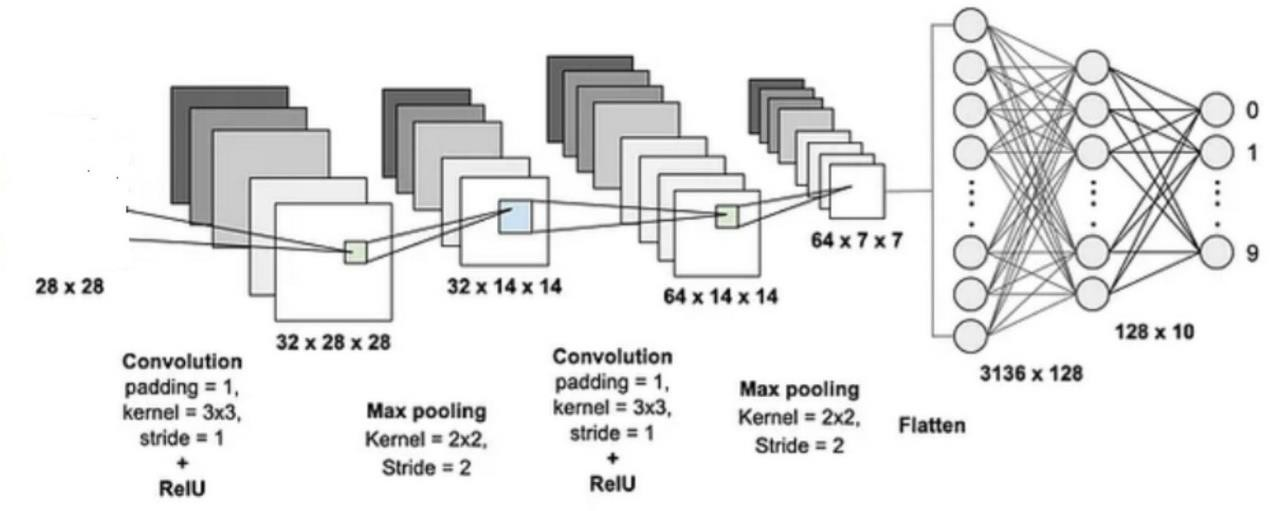 28 x 28
32 x 28 x 28
Convolution
padding = 1,
kernel = 3x3,
stride = 1
+
RelU
32 x 14 x 14
Max pooling
Kernel = 2x2,
Stride = 2
64 x 14 x 14
Convolution
padding = 1,
kernel = 3x3,
stride = 1
+
RelU
64 x 7 x 7
Max pooling
Kernel = 2x2,
Stride = 2
Flatten
3136 x 128
128 x 10
0
1
9